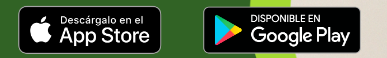 Descárgalo en el
App Store
DISPONIBLE EN
Google Play